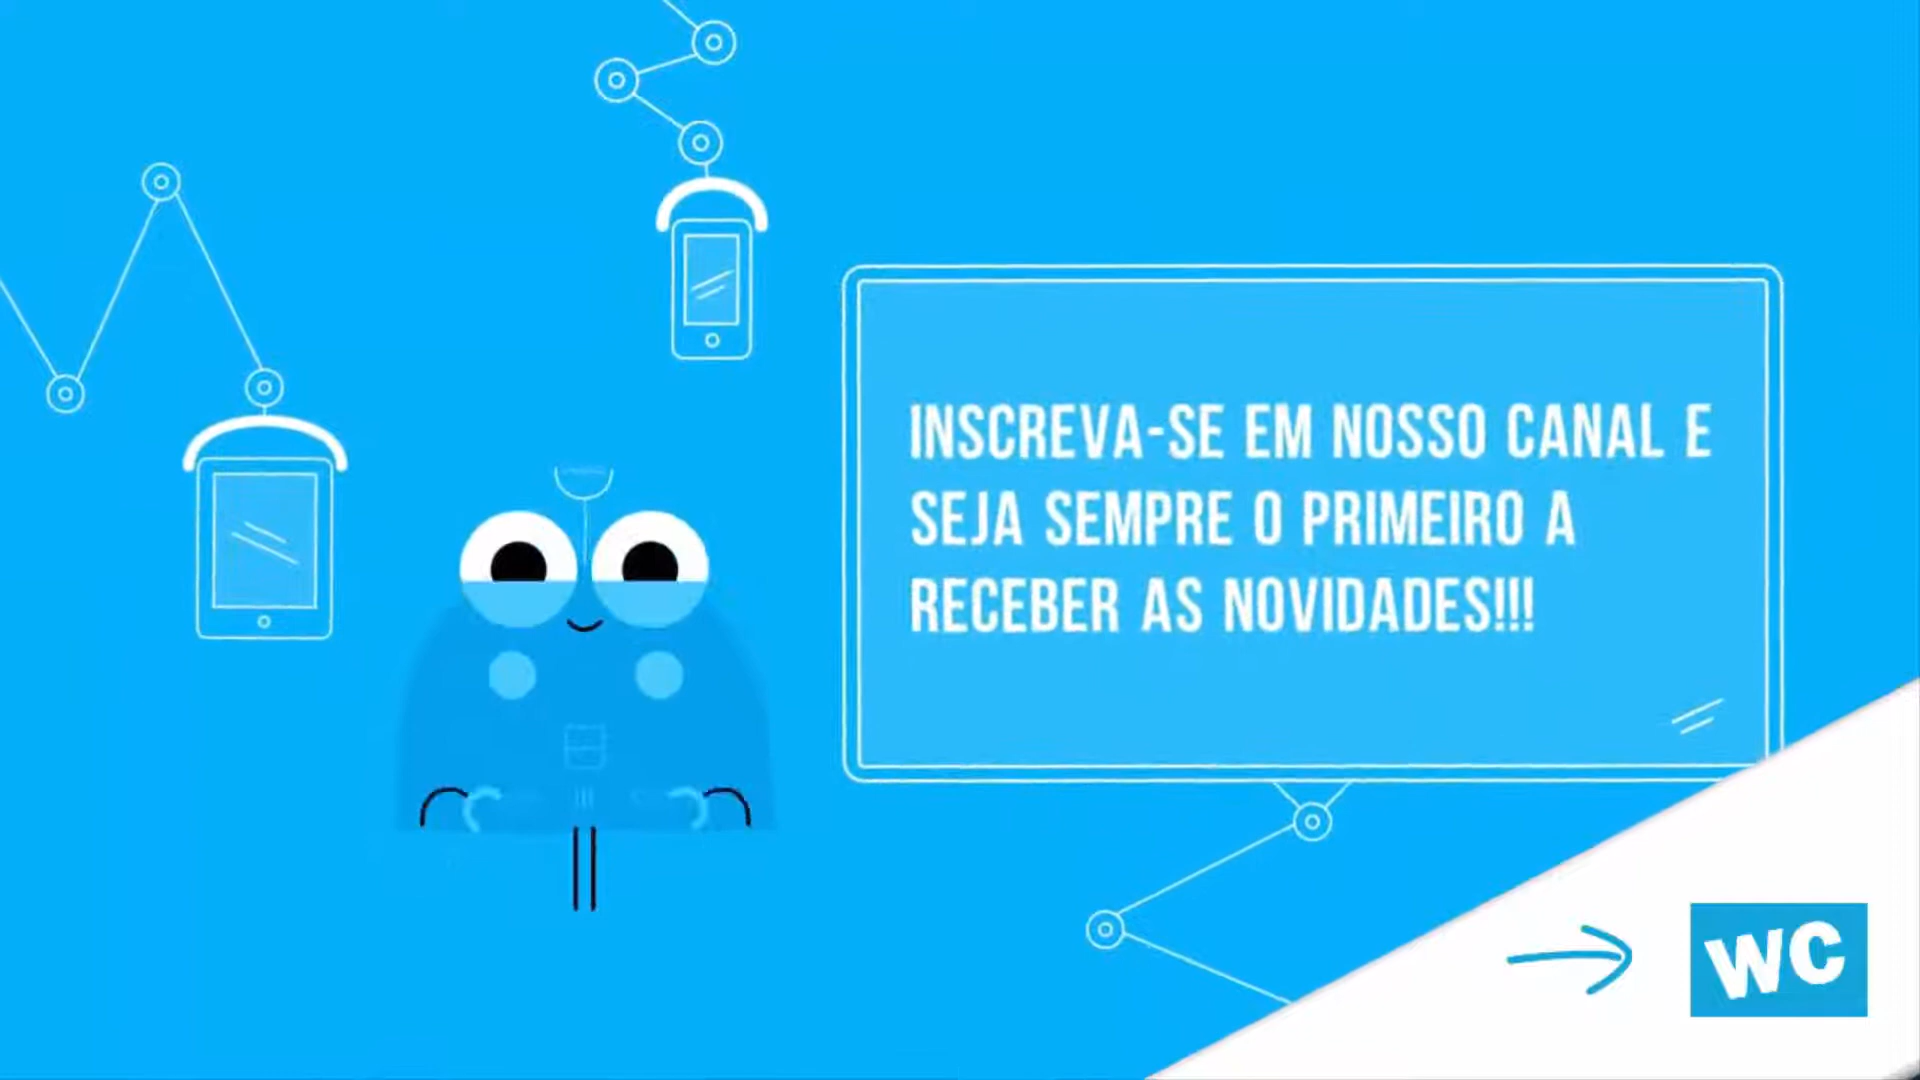 INSCREVA-SE EM NOSSO CANAL E
SEJA SEMPRE O PRIMEIRO A
RECEBER AS NOVIDADES!!!
WC